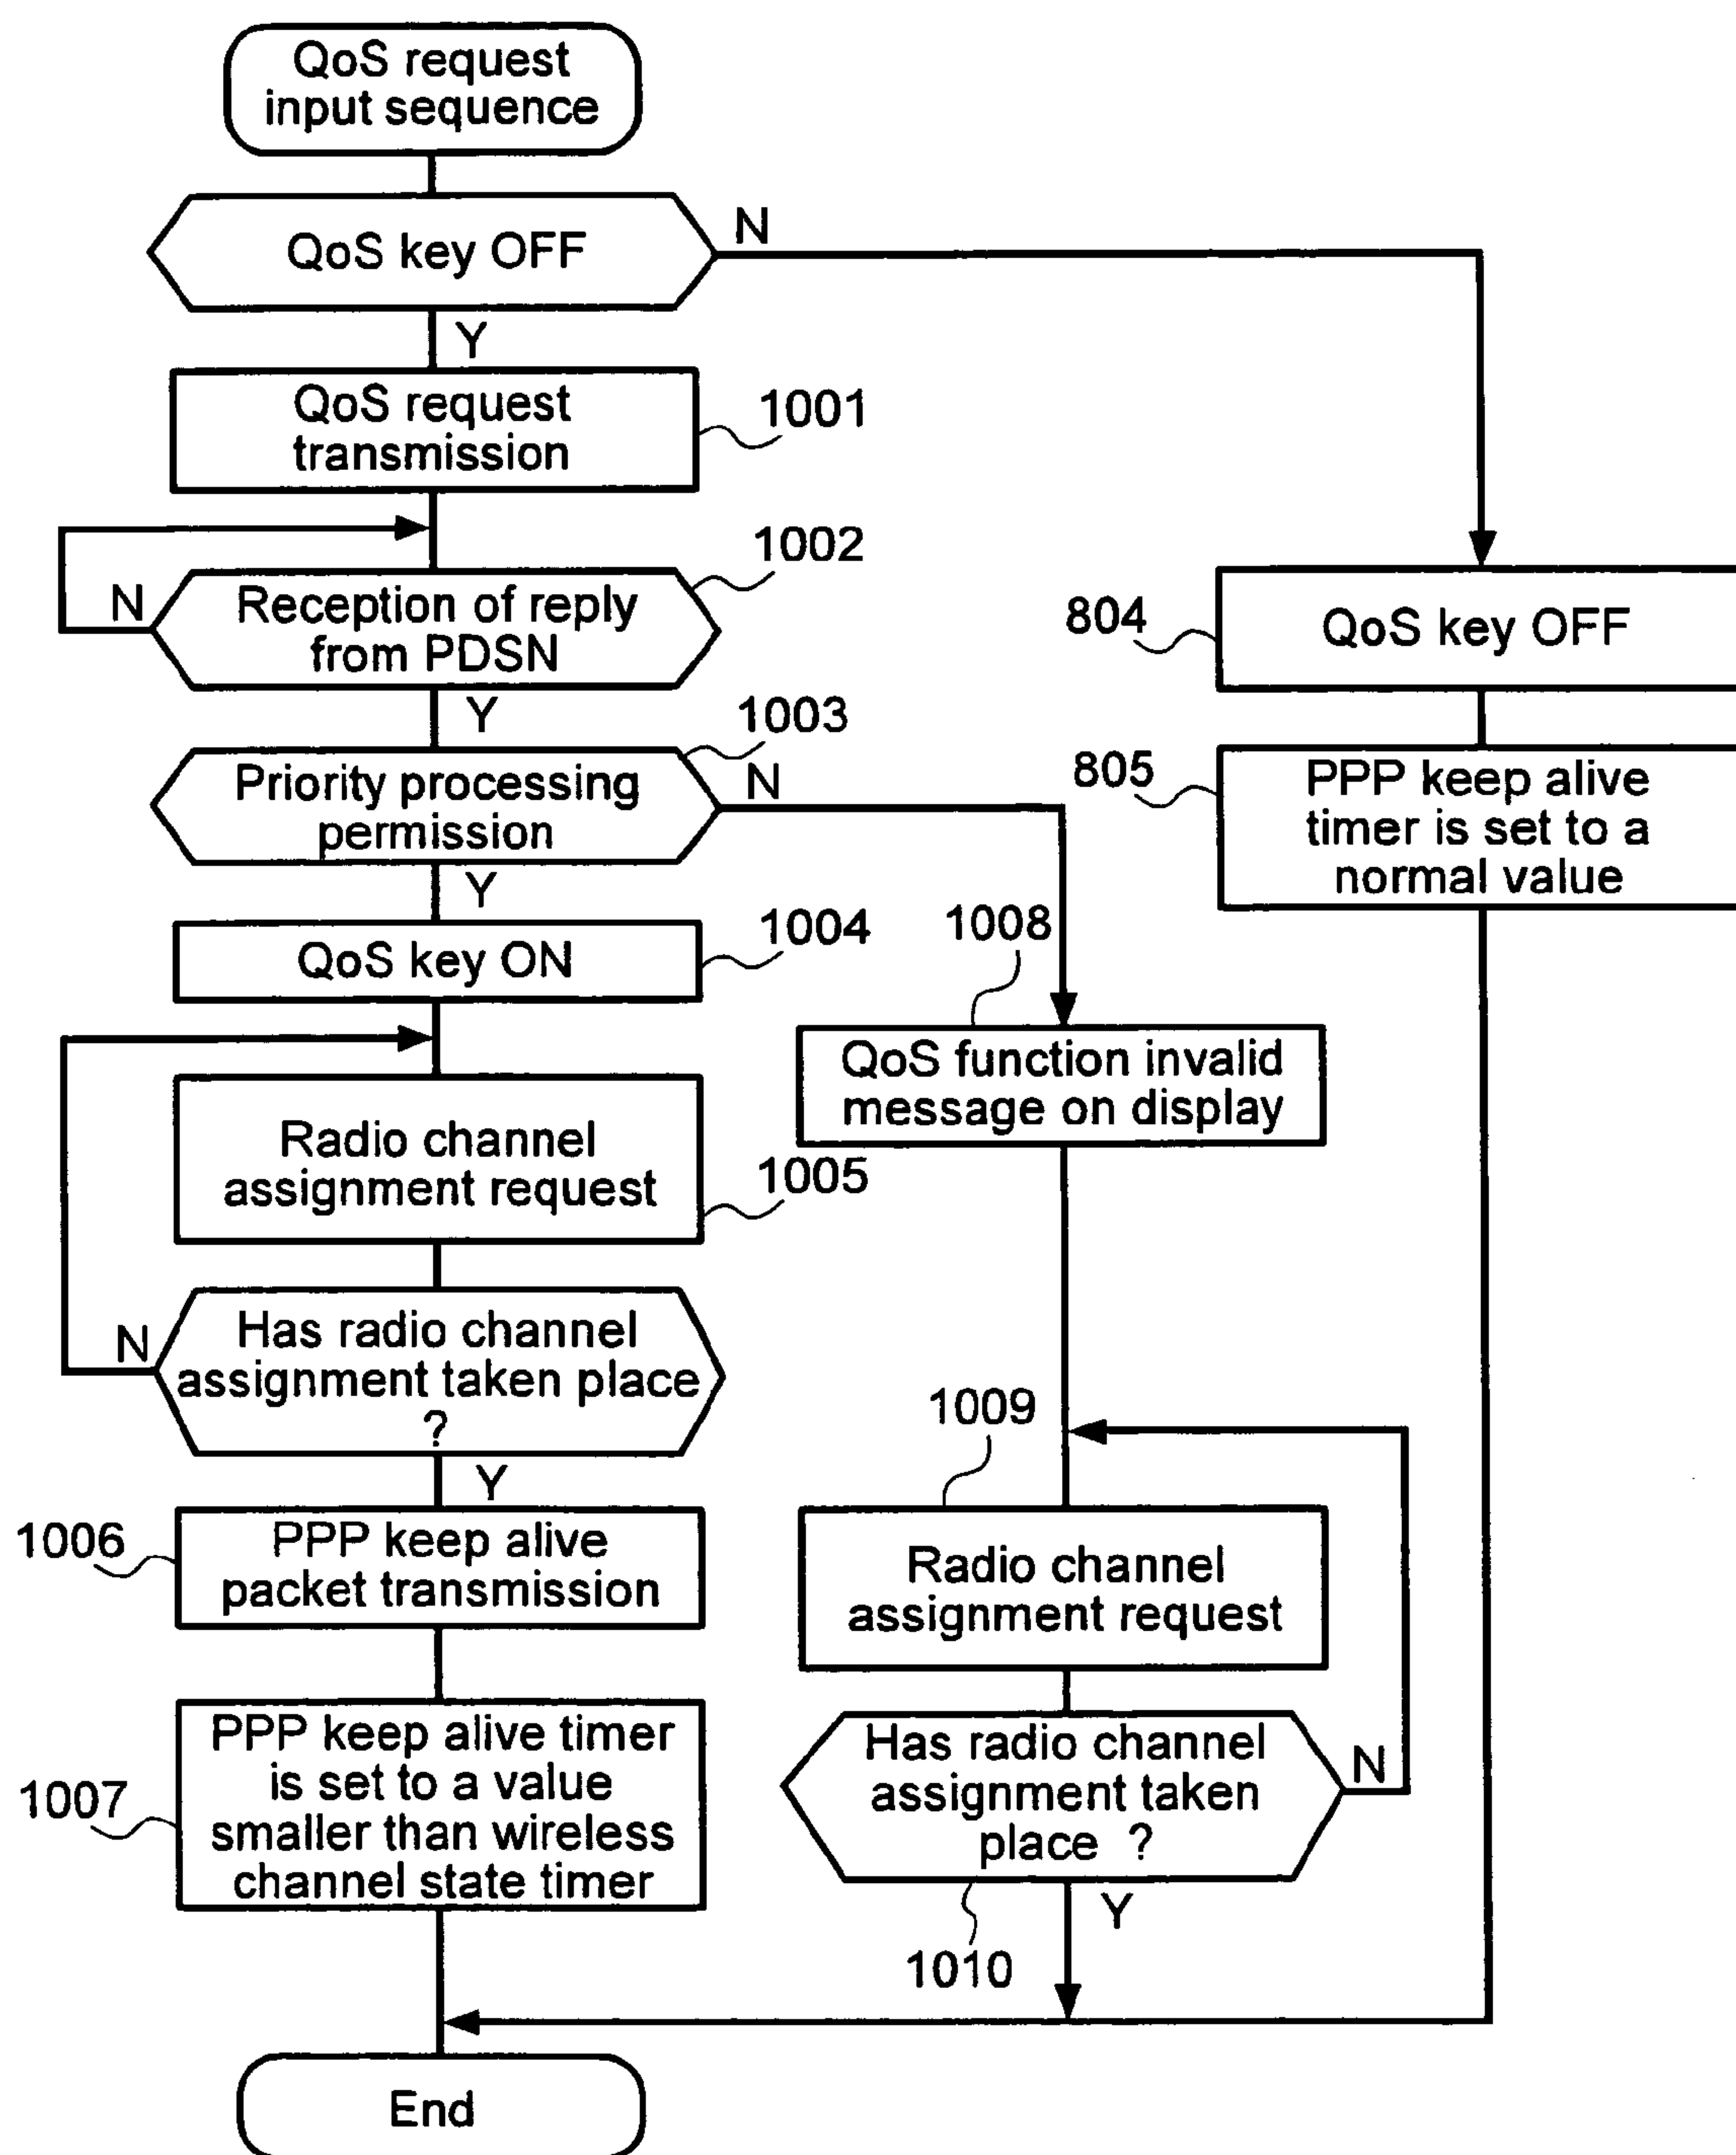 QoS request
input sequence
QoS key OFF
N
Y
QoS request
transmission
1001
1002
N
Reception of reply
from PDSN
Y
804
QoS key OFF
1003
Priority processing
permission
N
Y
805
PPP keep alive
timer is set to a
normal value
1004
QoS key ON
1008
QoS function invalid
message on display
Radio channel
assignment request
1005
N
Has radio channel
assignment taken place
?
Y
1009
Radio channel
assignment request
1006
PPP keep alive
packet transmission
1007
PPP keep alive timer
is set to a value
smaller than wireless
channel state timer
Has radio channel
assignment taken
place ?
N
Y
1010
End